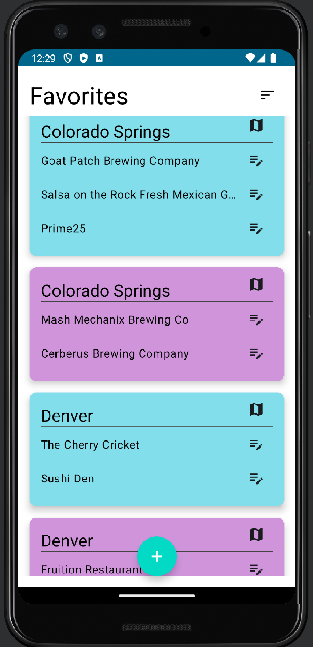 12:29
Favorites
Colorado Springs
Goat Patch Brewing Company
Salsa on the Rock Fresh Mexican G...
Prime25
Colorado Springs
Mash Mechanix Brewing Co
Cerberus Brewing Company
Denver
The Cherry Cricket
Sushi Den
Denver
Fruition Restaurant